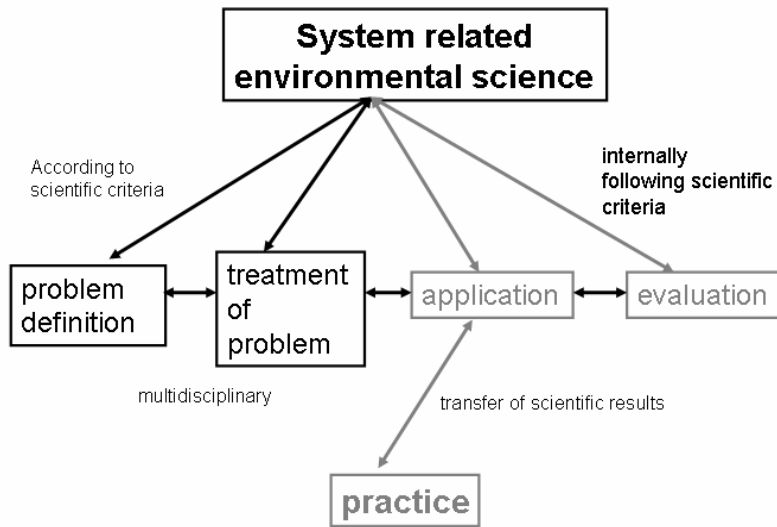 System related
environmental science
According to
scientific criteria
internally
following scientific
criteria
problem
definition
treatment
of
problem
application
evaluation
multidisciplinary
transfer of scientific results
practice